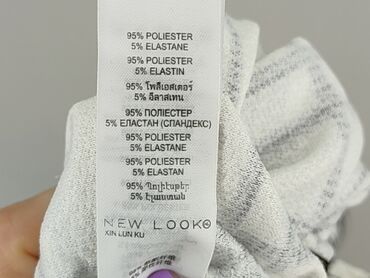 95% POLIESTER
5% ELASTANE
95% POLIESTER
5% ELASTIN
95% โพลีเอสเตอร์
5% อีลาสเทน
95% ПОЛІЕСТЕР
5% ЕЛАСТАН (СПАНДЕКС)
95% POLIESTER
5% ELASTANE
95% POLIESTER
5% ELASTAN
95% Պոլիէսթեր
5% Էլաստան
NEW LOOK
XIN LUN KU